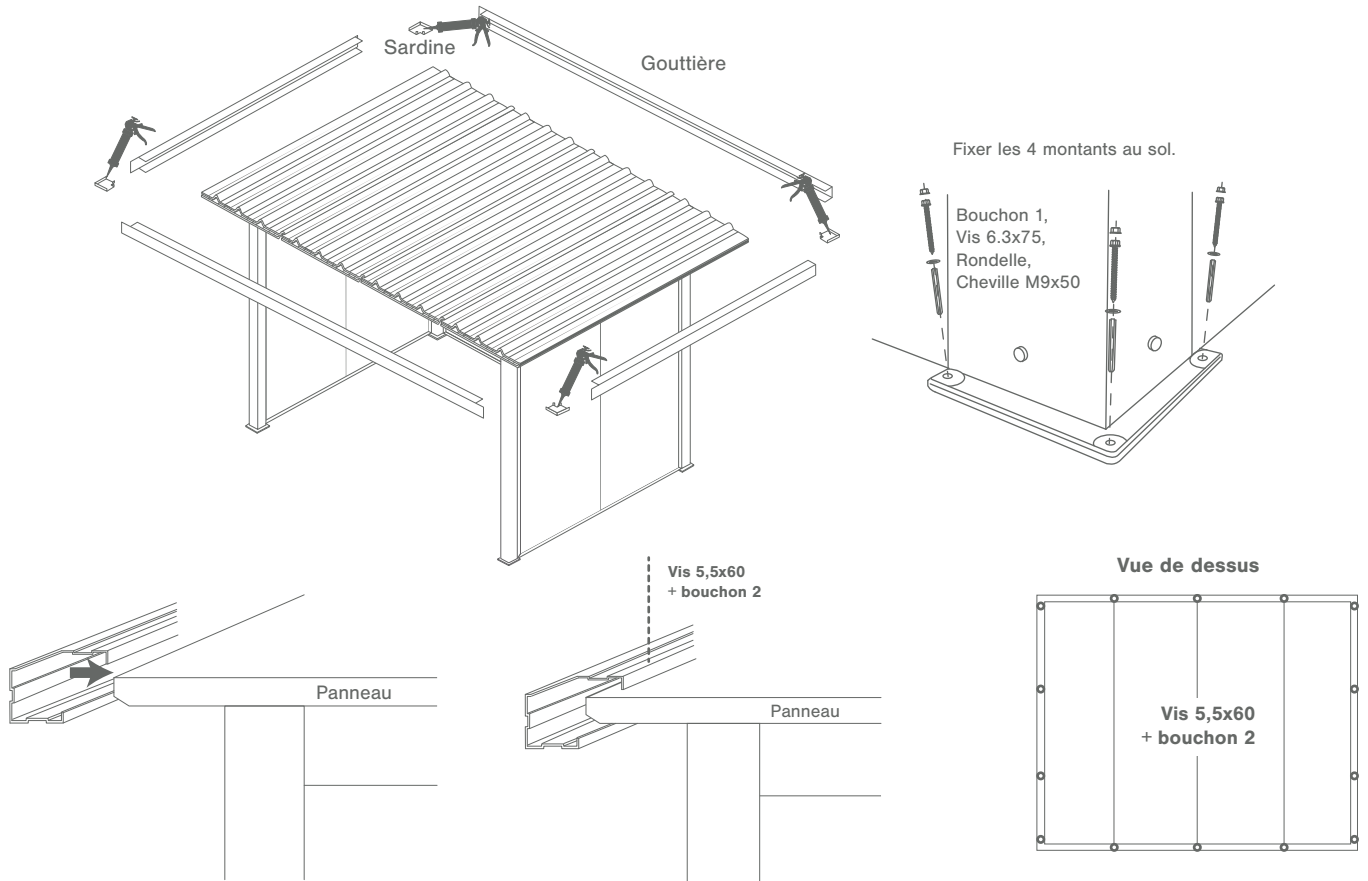 Sardine
Gouttière
Fixer les 4 montants au sol.
Bouchon 1,
Vis 6.3x75,
Rondelle,
Cheville M9x50
Vis 5,5x60
+ bouchon 2
Panneau
Panneau
Vue de dessus
Vis 5,5x60
+ bouchon 2